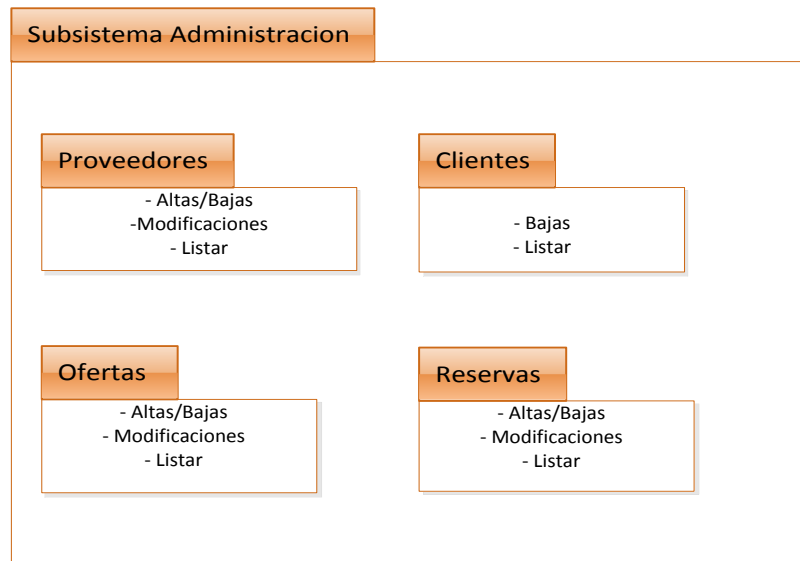 Subsistema Administracion
Proveedores
- Altas/Bajas
-Modificaciones
- Listar
Clientes
- Bajas
- Listar
Ofertas
- Altas/Bajas
- Modificaciones
- Listar
Reservas
- Altas/Bajas
- Modificaciones
- Listar